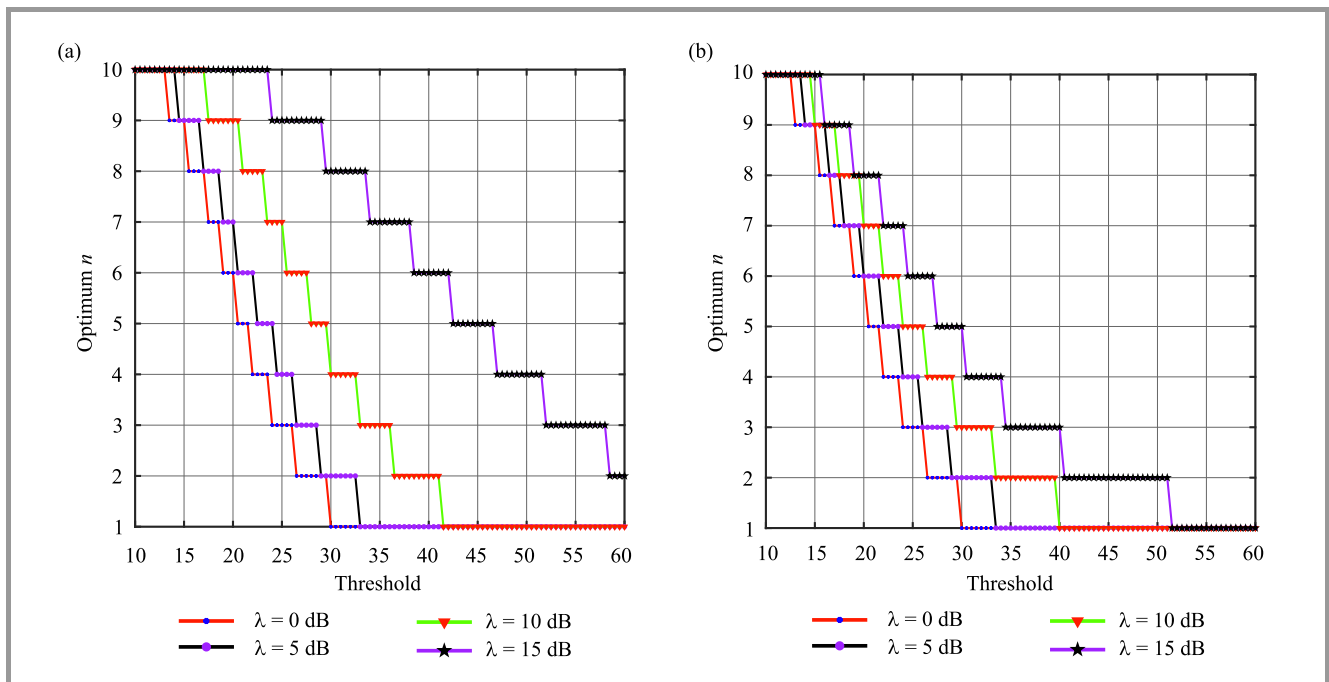 (a)
10
9
8
7
6
5
4
3
2
1
Optimum n
10 15 20 25 30 35 40 45 50 55 60
Threshold
λ = 0 dB
λ = 10 dB
λ = 5 dB
λ = 15 dB
(b)
10
9
8
7
6
5
4
3
2
1
Optimum n
10 15 20 25 30 35 40 45 50 55 60
Threshold
λ = 0 dB
λ = 10 dB
λ = 5 dB
λ = 15 dB